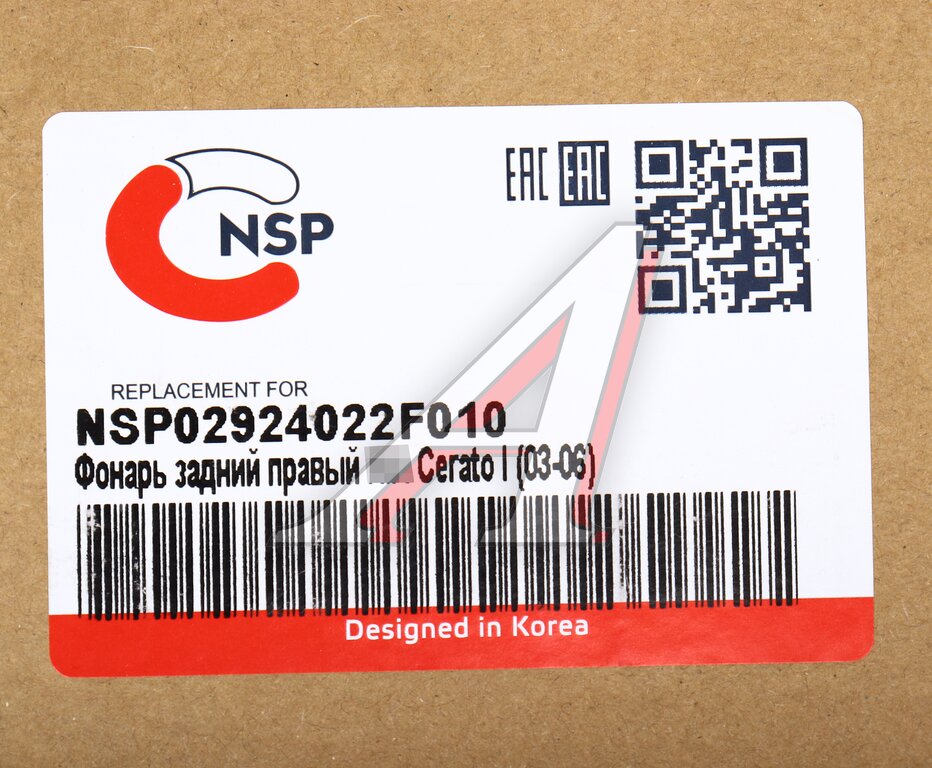 NSP
EAC EAC
REPLACEMENT FOR
NSP02924022F010
Фонарь задний правый Cerato I (03-06)
Designed in Korea